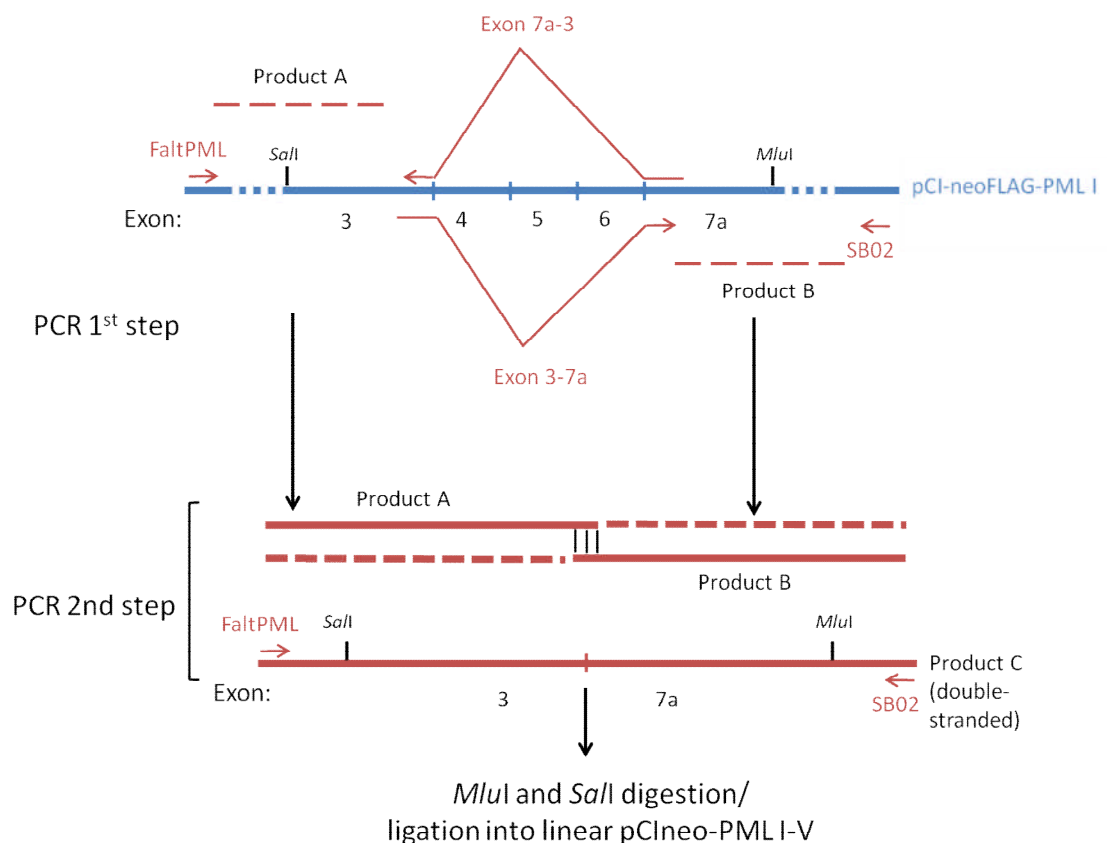 Exon 7a-3
Product A
FaltPML
SalI
MluI
pCI-neoFLAG-PML I
Exon:
3
4
5
6
7a
SB02
Product B
PCR 1st step
Exon 3-7a
Product A
Product B
PCR 2nd step
FaltPML
SalI
MluI
Product C
(double-
stranded)
Exon:
3
7a
SB02
MluI and SalI digestion/
ligation into linear pCIneo-PML I-V